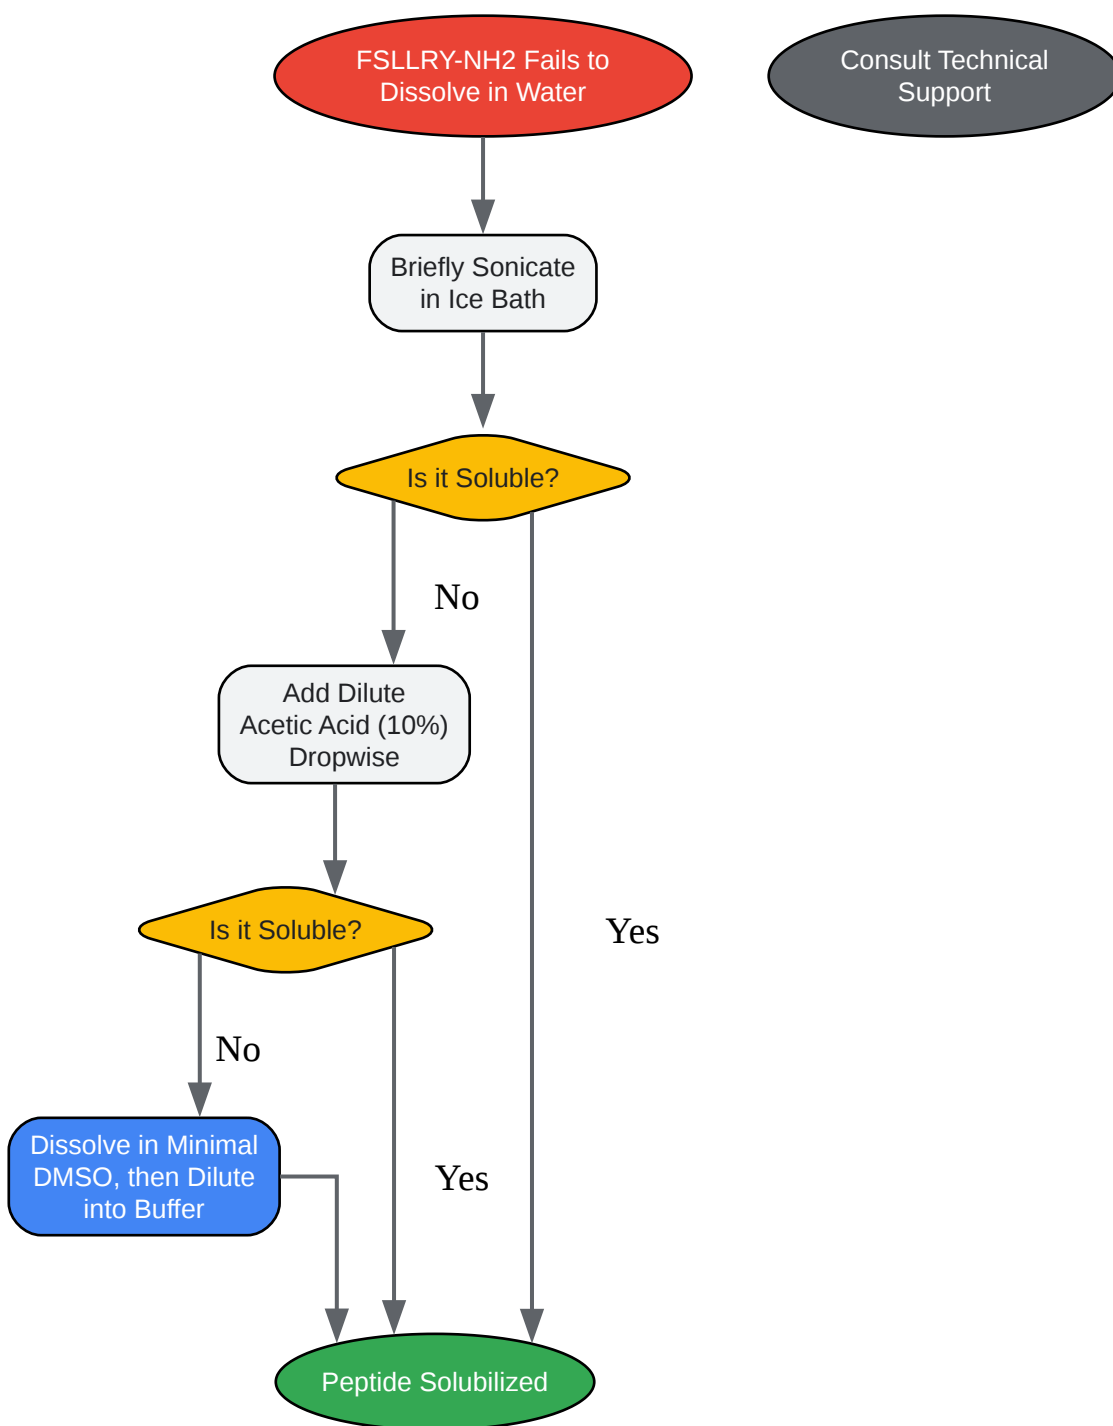 FSLLRY-NH2 Fails to
Dissolve in Water
Consult Technical
Support
Briefly Sonicate
in Ice Bath
Is it Soluble?
No
Add Dilute
Acetic Acid (10%)
Dropwise
Yes
Is it Soluble?
No
Dissolve in Minimal
DMSO, then Dilute
into Buffer
Yes
Peptide Solubilized